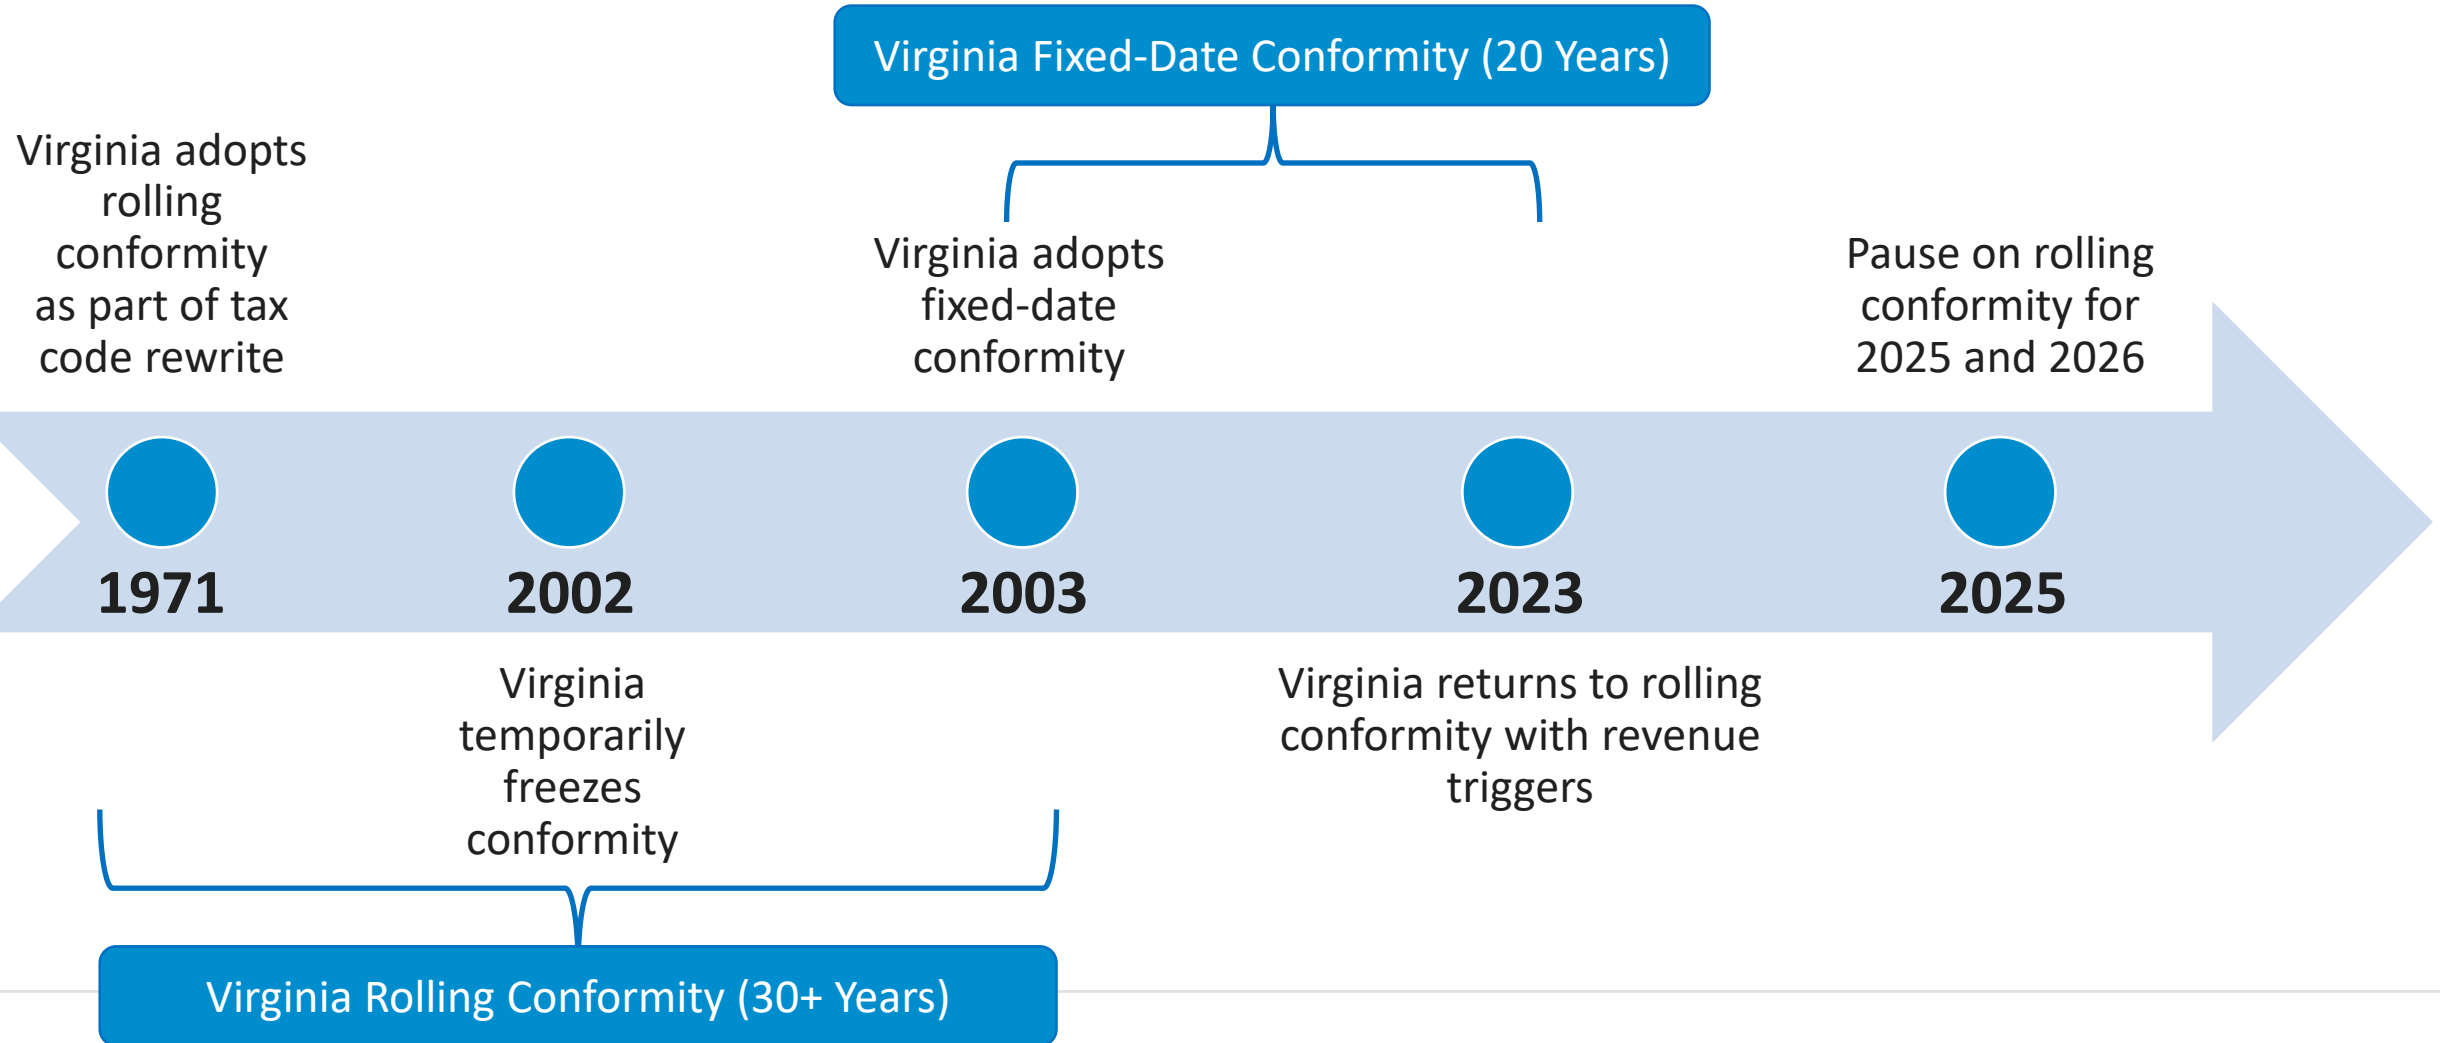 Virginia Fixed-Date Conformity (20 Years)
Virginia adopts
rolling
conformity
as part of tax
code rewrite
Virginia adopts
fixed-date
conformity
Pause on rolling
conformity for
2025 and 2026
1971
2002
2003
2023
2025
Virginia
temporarily
freezes
conformity
Virginia returns to rolling
conformity with revenue
triggers
Virginia Rolling Conformity (30+ Years)